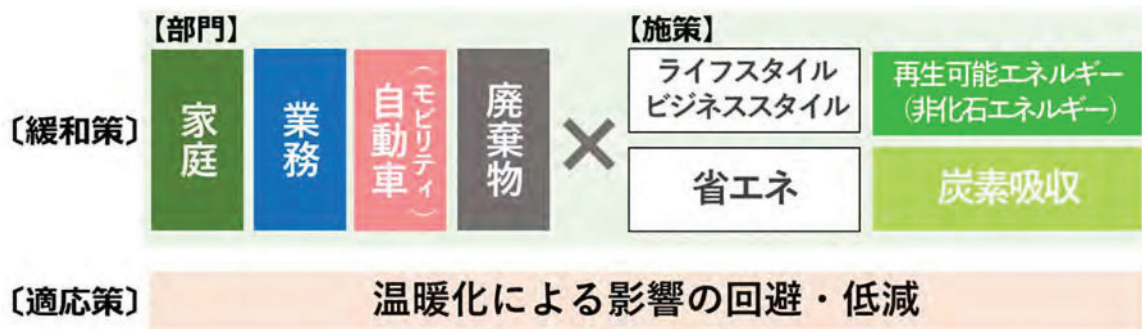 【部門】
【施策】
〔緩和策〕
家庭
業務
自動車
（モビリティ）
廃棄物
×
ライフスタイル
ビジネススタイル
再生可能エネルギー
(非化石エネルギー)
省エネ
炭素吸収
〔適応策〕
温暖化による影響の回避・低減